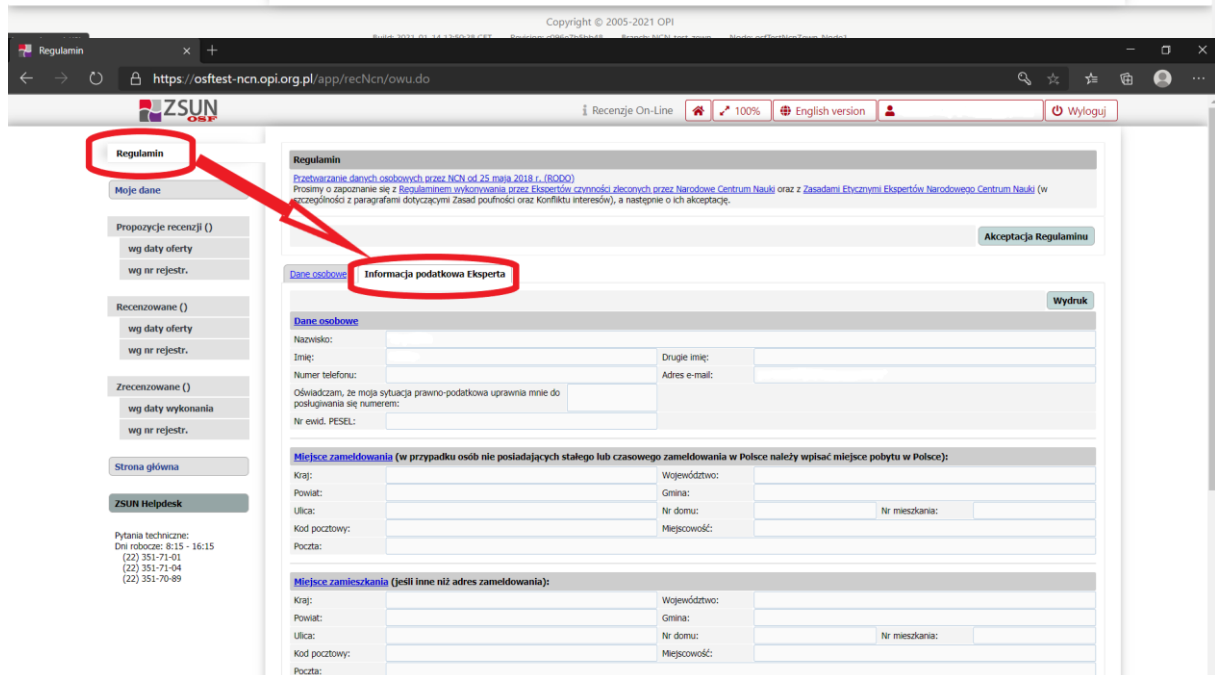 Copyright © 2005-2021 OPI
Regulamin
https://osftest-ncn.opi.org.pl/app/recNcn/owu.do
ZSUN
OSF
Recenzje On-Line
100%
English version
Wyloguj
Regulamin
Moje dane
Propozycje recenzji ()
wg daty oferty
wg nr rejestr.
Recenzowane ()
wg daty oferty
wg nr rejestr.
Zrecenzowane ()
wg daty wykonania
wg nr rejestr.
Strona główna
ZSUN Helpdesk
Pytania techniczne:
Dni robocze: 8:15 - 16:15
(22) 351-71-01
(22) 351-71-04
(22) 351-70-89
Regulamin
Przetwarzanie danych osobowych przez NCN od 25 maja 2018 r. (RODO)
Prosimy o zapoznanie się z Regulaminem wykonywania przez Ekspertów czynności zleconych przez Narodowe Centrum Nauki oraz z Zasadami Etycznymi Ekspertów Narodowego Centrum Nauki (w
szczególności z paragrafami dotyczącymi Zasad poufności oraz Konfliktu interesów), a następnie o ich akceptację.
Akceptacja Regulaminu
Dane osobowe Informacja podatkowa Eksperta
Wydruk
Dane osobowe
Nazwisko:
Imię: Drugie imię:
Numer telefonu: Adres e-mail:
Oświadczam, że moja sytuacja prawno-podatkowa uprawnia mnie do
posługiwania się numerem:
Nr ewid. PESEL:
Miejsce zameldowania (w przypadku osób nie posiadających stałego lub czasowego zameldowania w Polsce należy wpisać miejsce pobytu w Polsce):
Kraj: Województwo:
Powiat: Gmina:
Ulica: Nr domu: Nr mieszkania:
Kod pocztowy: Miejscowość:
Poczta:
Miejsce zamieszkania (jeśli inne niż adres zameldowania):
Kraj: Województwo:
Powiat: Gmina:
Ulica: Nr domu: Nr mieszkania:
Kod pocztowy: Miejscowość:
Poczta: